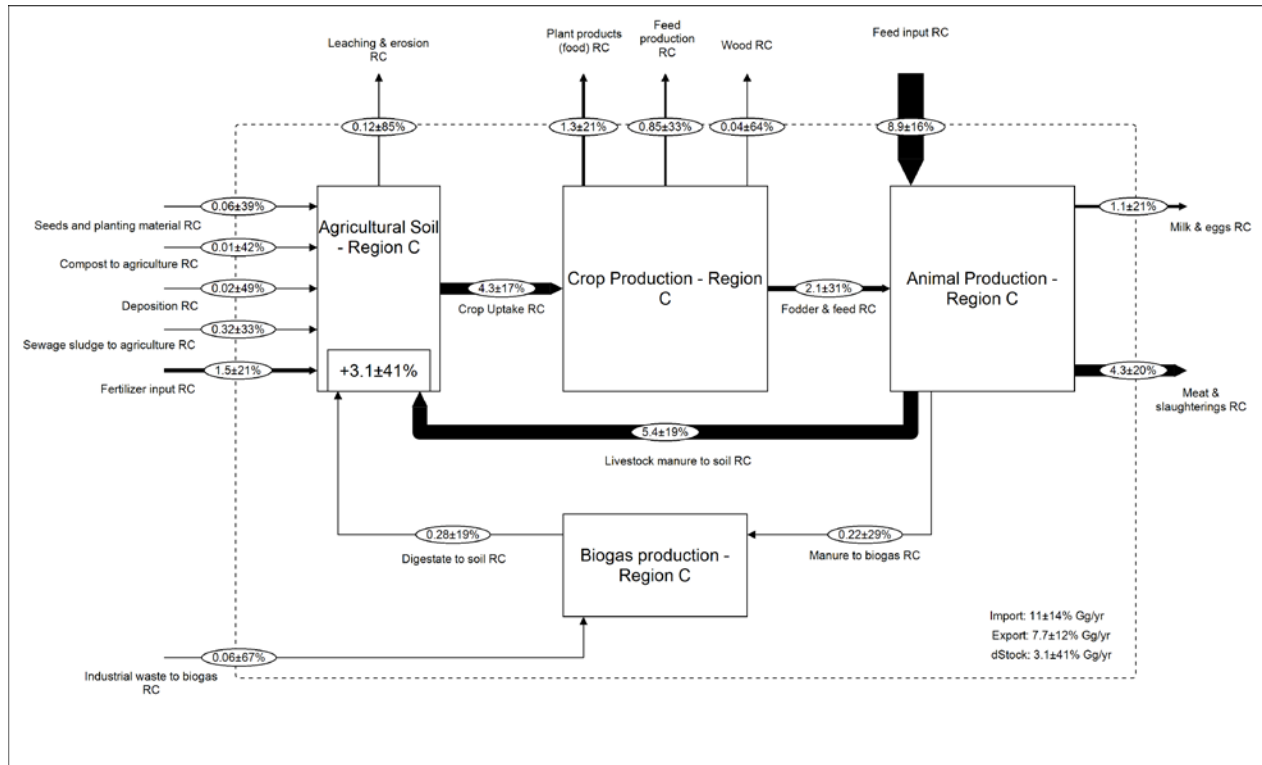 Leaching & erosion
RC
Plant products
(food) RC
Feed
production
RC
Wood RC
Feed input RC
0.12±85%
1.3±21%
0.85±33%
0.04±64%
8.9±16%
0.06±39%
Seeds and planting material RC
0.01±42%
Compost to agriculture RC
0.02±49%
Deposition RC
0.32±33%
Sewage sludge to agriculture RC
1.5±21%
Fertilizer input RC
Agricultural Soil
- Region C
+3.1±41%
4.3±17%
Crop Uptake RC
Crop Production - Region
C
2.1±31%
Fodder & feed RC
Animal Production -
Region C
1.1±21%
Milk & eggs RC
4.3±20%
Meat &
slaughterings RC
5.4±19%
Livestock manure to soil RC
0.28±19%
Digestate to soil RC
Biogas production -
Region C
0.22±29%
Manure to biogas RC
0.06±67%
Industrial waste to biogas
RC
Import: 11±14% Gg/yr
Export: 7.7±12% Gg/yr
dStock: 3.1±41% Gg/yr